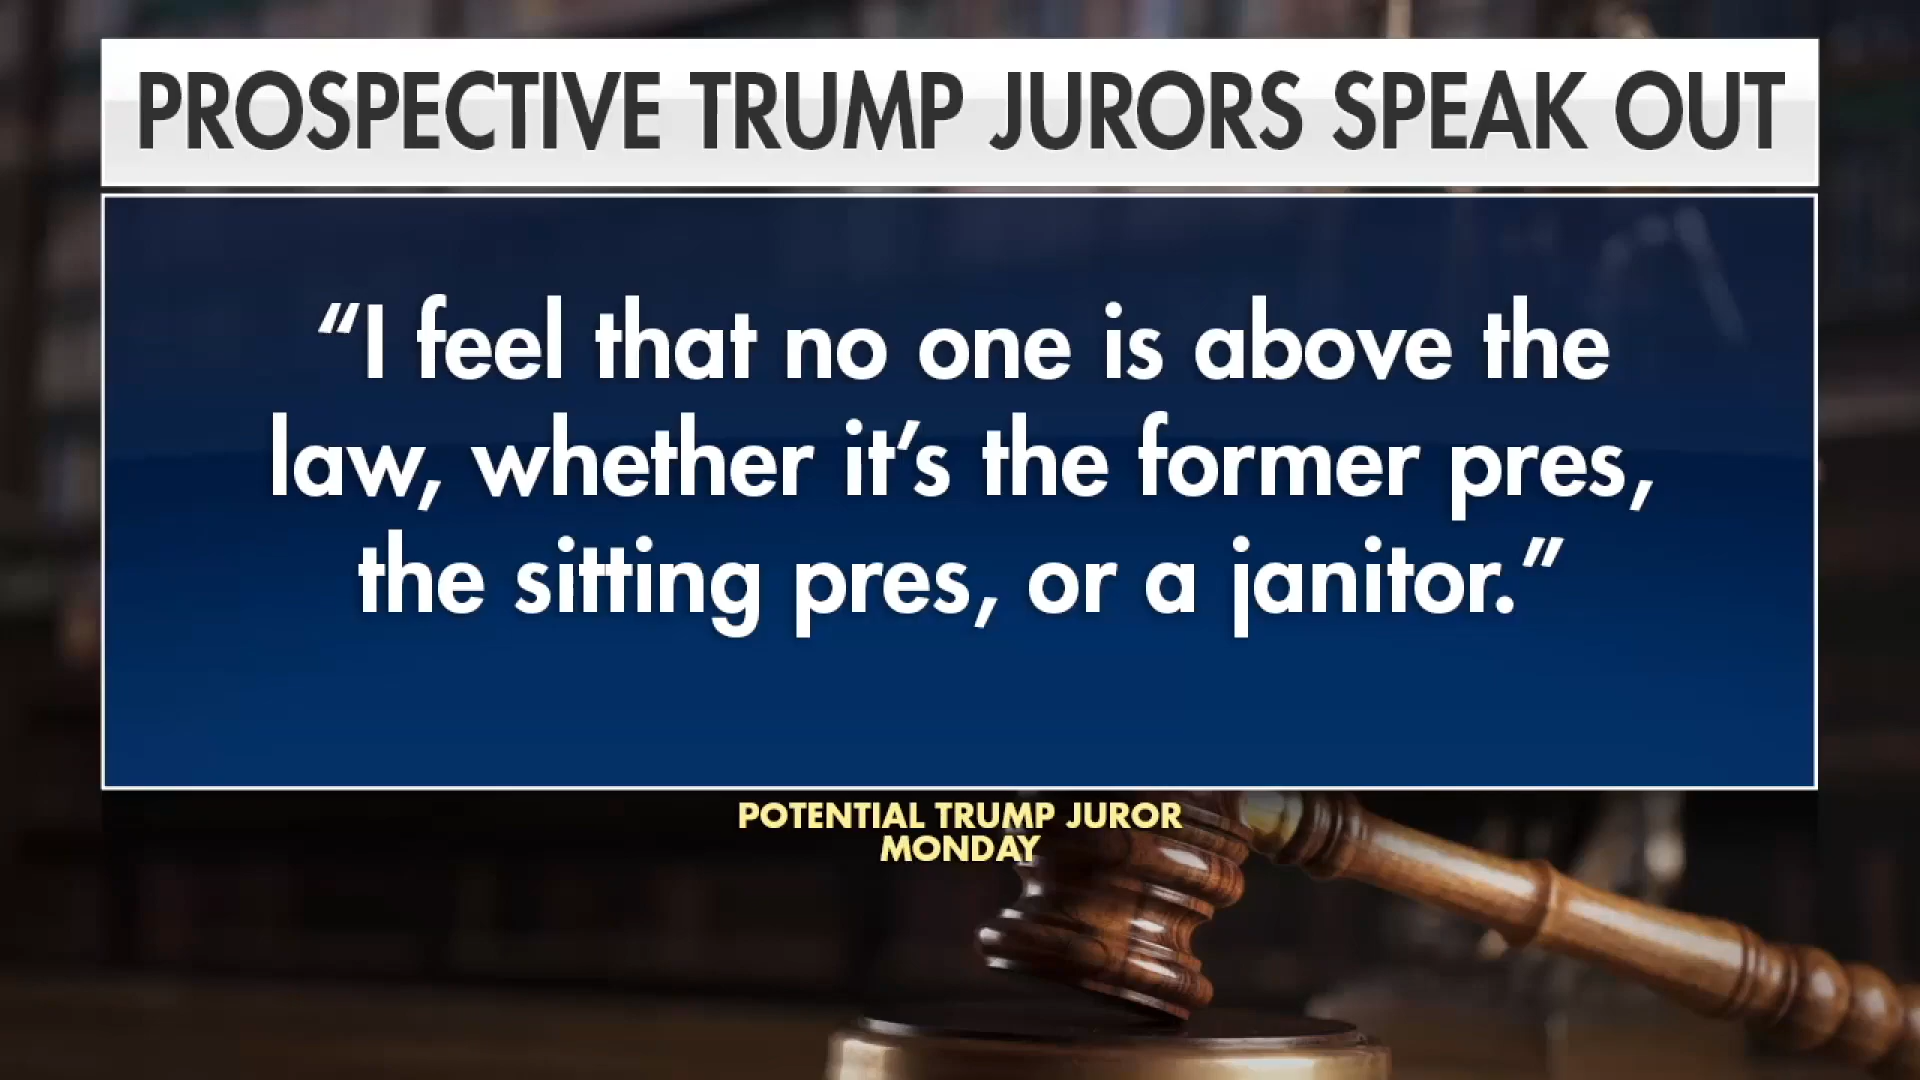 PROSPECTIVE TRUMP JURORS SPEAK OUT
“I feel that no one is above the
law, whether it’s the former pres,
the sitting pres, or a janitor.”
POTENTIAL TRUMP JUROR
MONDAY